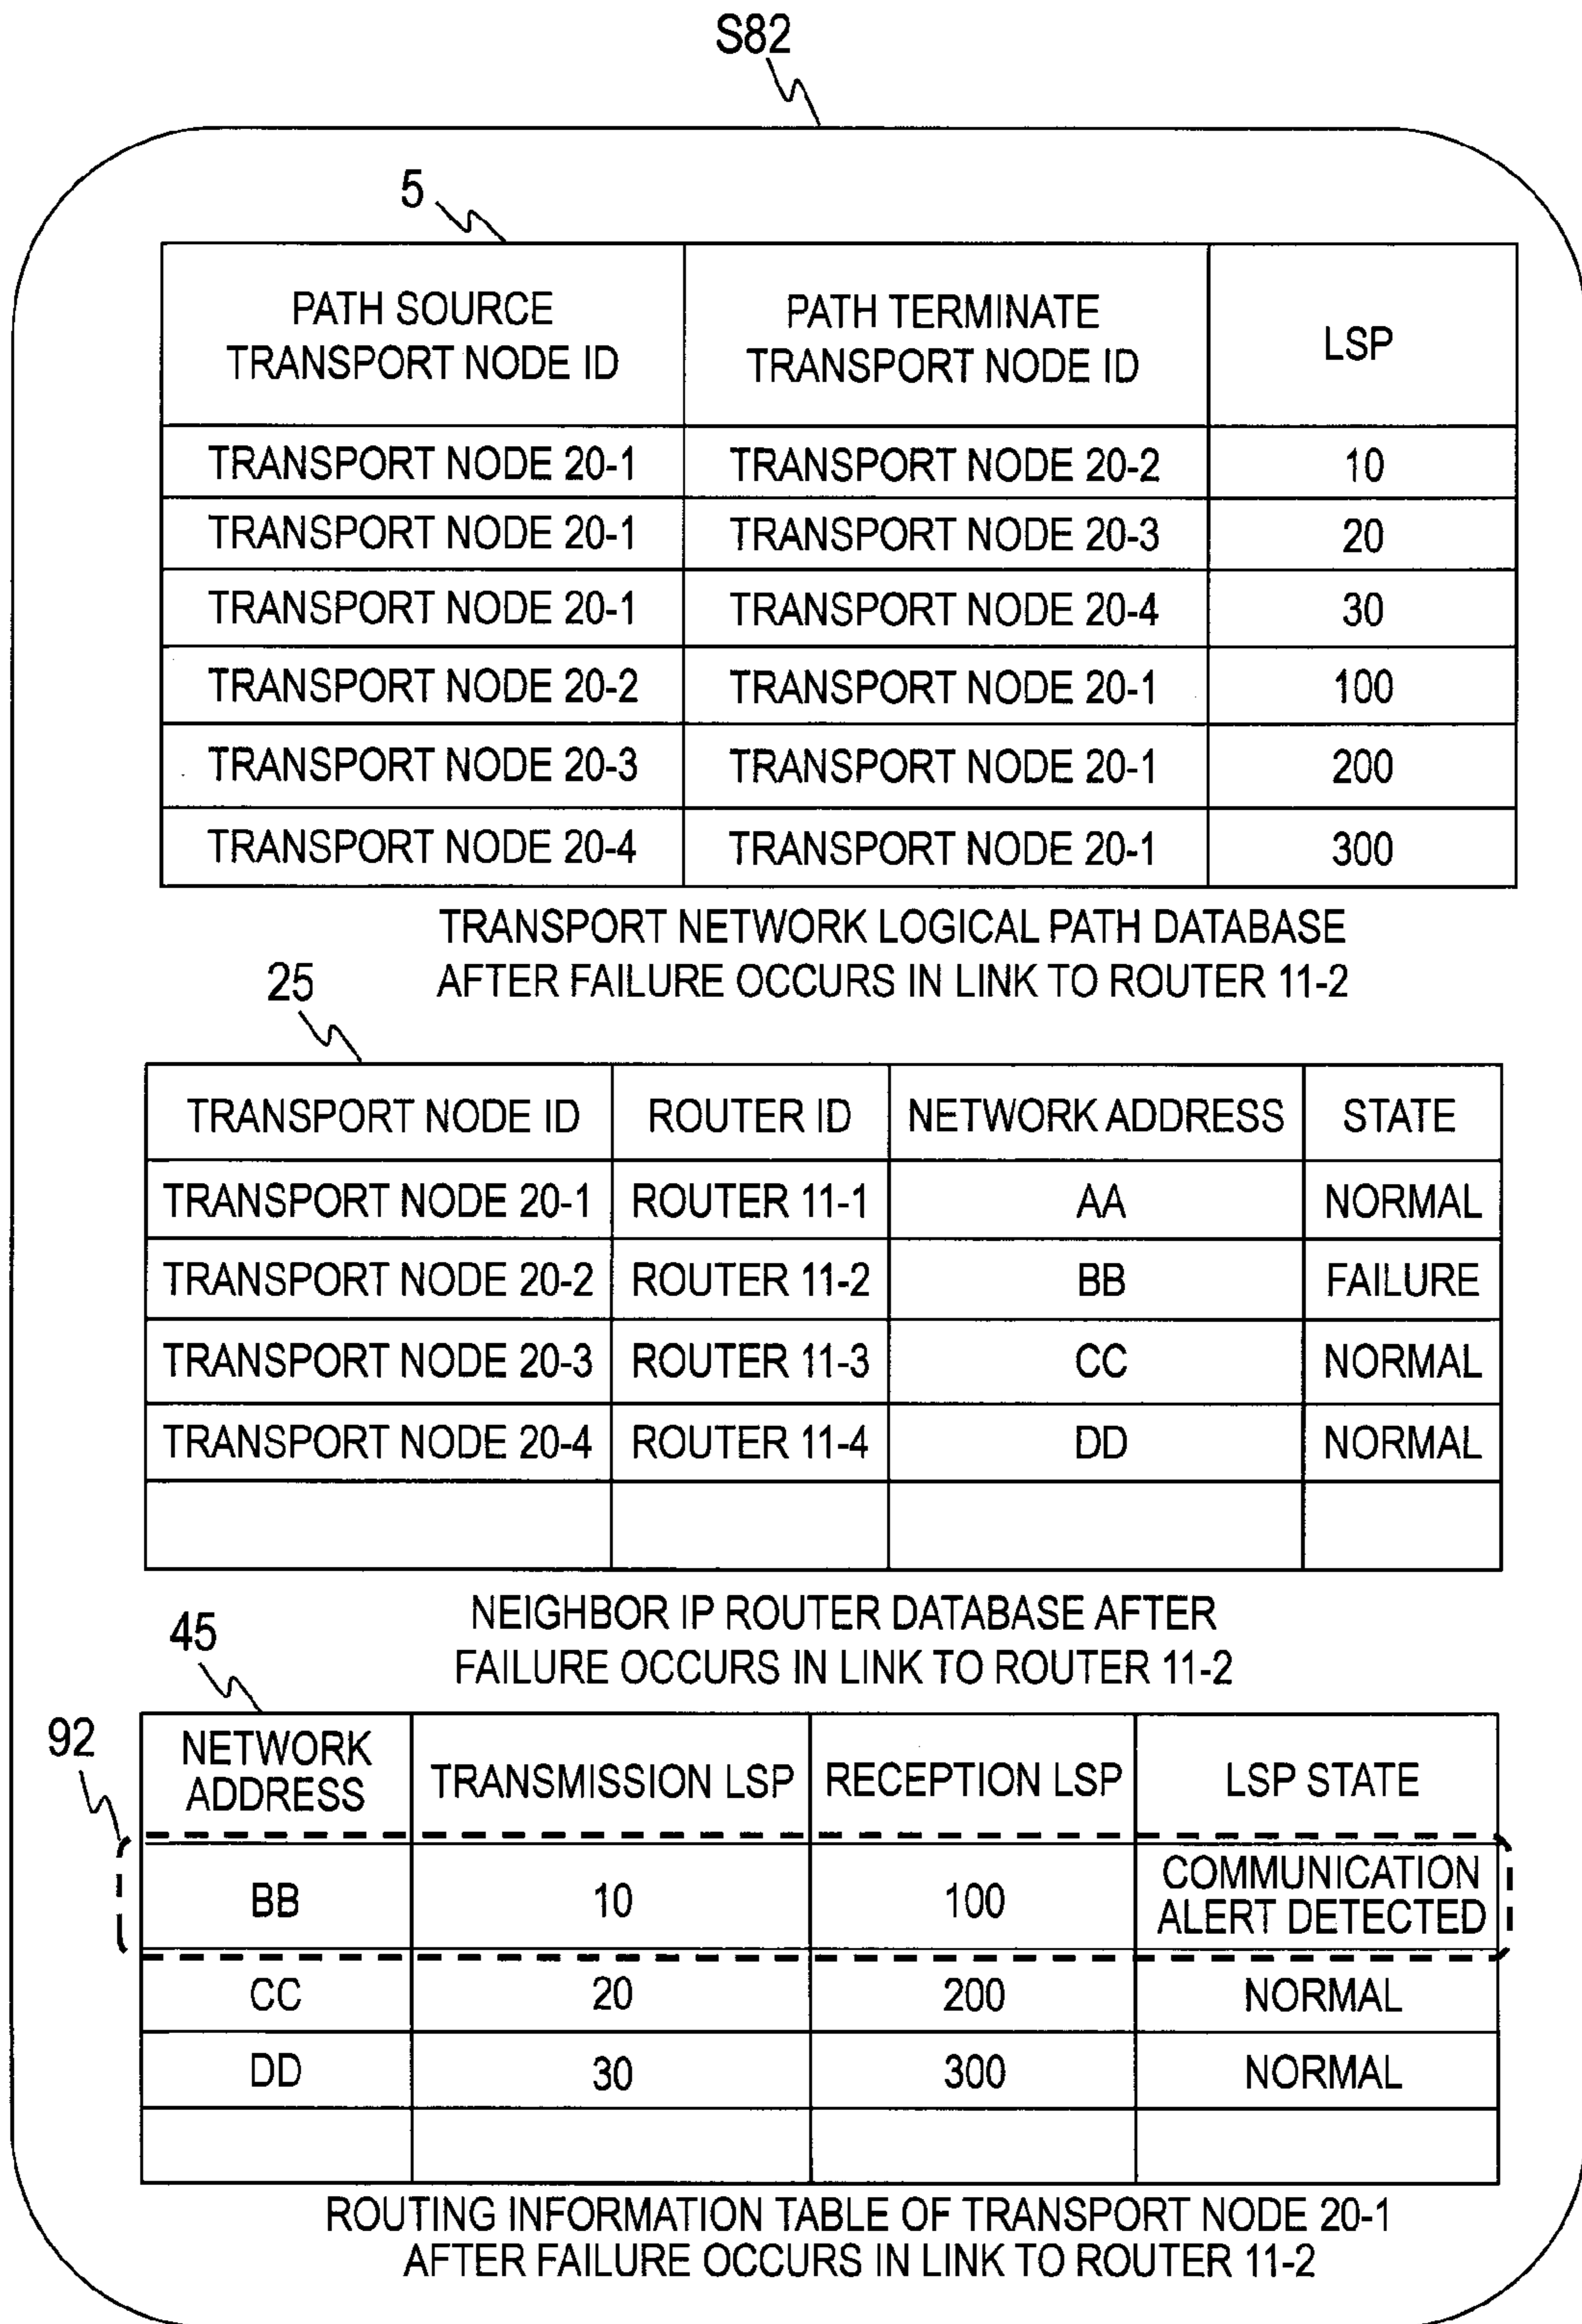 S82
5
PATH SOURCE TRANSPORT NODE ID PATH TERMINATE TRANSPORT NODE ID LSP
TRANSPORT NODE 20-1 TRANSPORT NODE 20-2 10
TRANSPORT NODE 20-1 TRANSPORT NODE 20-3 20
TRANSPORT NODE 20-1 TRANSPORT NODE 20-4 30
TRANSPORT NODE 20-2 TRANSPORT NODE 20-1 100
TRANSPORT NODE 20-3 TRANSPORT NODE 20-1 200
TRANSPORT NODE 20-4 TRANSPORT NODE 20-1 300
TRANSPORT NETWORK LOGICAL PATH DATABASE
AFTER FAILURE OCCURS IN LINK TO ROUTER 11-2
25
TRANSPORT NODE ID ROUTER ID NETWORK ADDRESS STATE
TRANSPORT NODE 20-1 ROUTER 11-1 AA NORMAL
TRANSPORT NODE 20-2 ROUTER 11-2 BB FAILURE
TRANSPORT NODE 20-3 ROUTER 11-3 CC NORMAL
TRANSPORT NODE 20-4 ROUTER 11-4 DD NORMAL
NEIGHBOR IP ROUTER DATABASE AFTER
FAILURE OCCURS IN LINK TO ROUTER 11-2
45
92
NETWORK ADDRESS TRANSMISSION LSP RECEPTION LSP LSP STATE
BB 10 100 COMMUNICATION ALERT DETECTED
CC 20 200 NORMAL
DD 30 300 NORMAL
ROUTING INFORMATION TABLE OF TRANSPORT NODE 20-1
AFTER FAILURE OCCURS IN LINK TO ROUTER 11-2